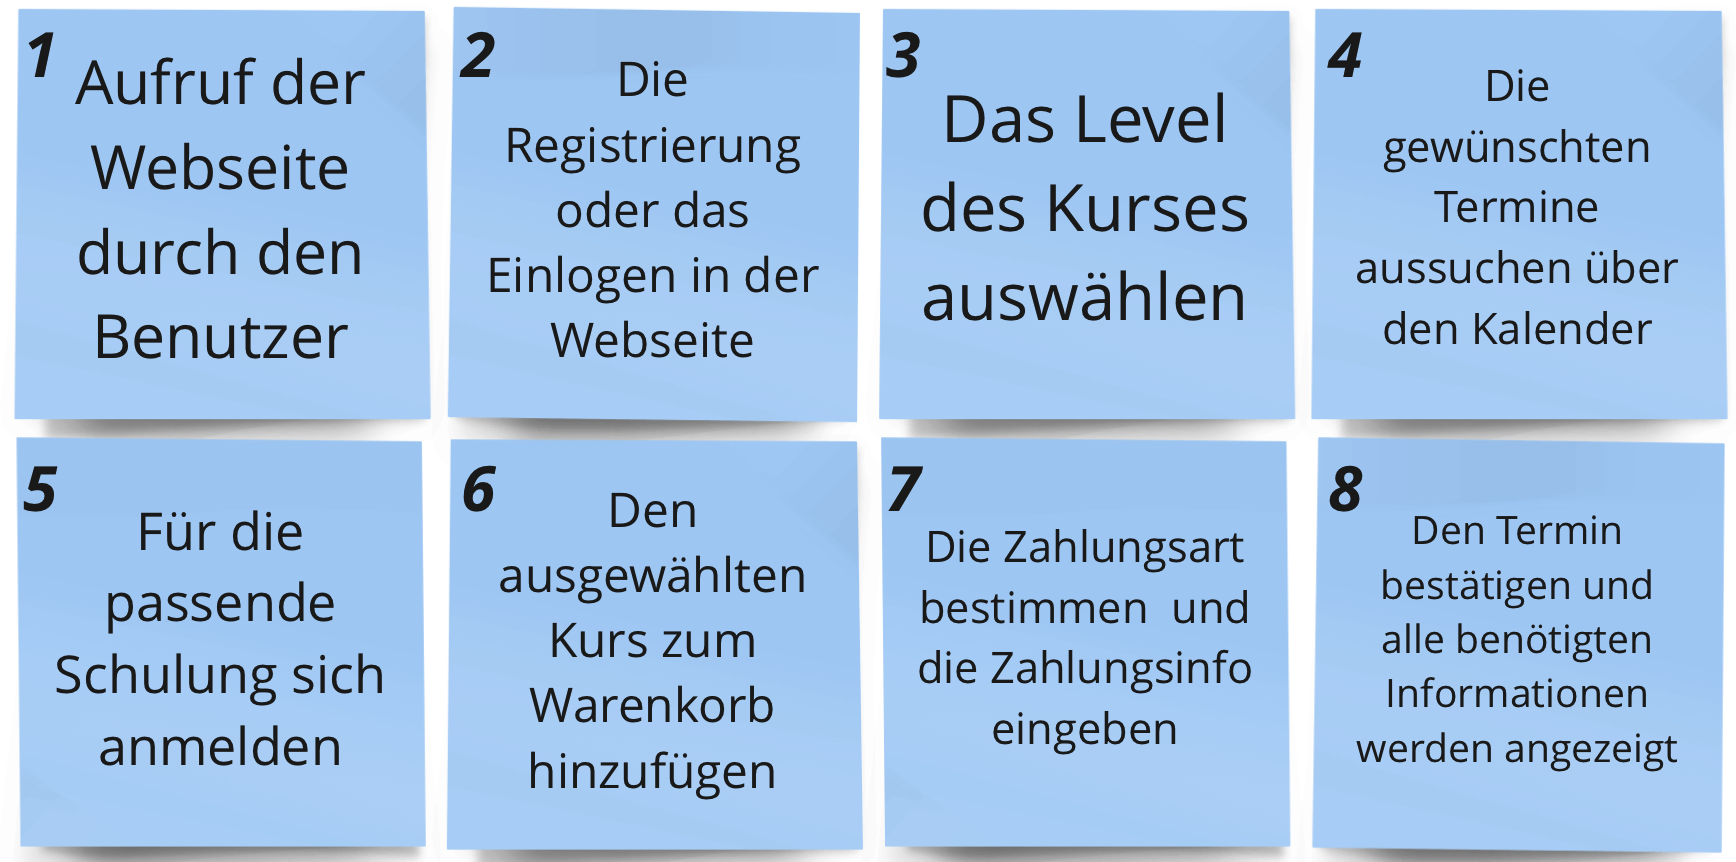 1
Aufruf der
Webseite
durch den
Benutzer
2
Die
Registrierung
oder das
Einlogen in der
Webseite
3
Das Level
des Kurses
auswählen
4
Die
gewünschten
Termine
aussuchen über
den Kalender
5
Für die
passende
Schulung sich
anmelden
6
Den
ausgewählten
Kurs zum
Warenkorb
hinzufügen
7
Die Zahlungsart
bestimmen und
die Zahlungsinfo
eingeben
8
Den Termin
bestätigen und
alle benötigten
Informationen
werden angezeigt